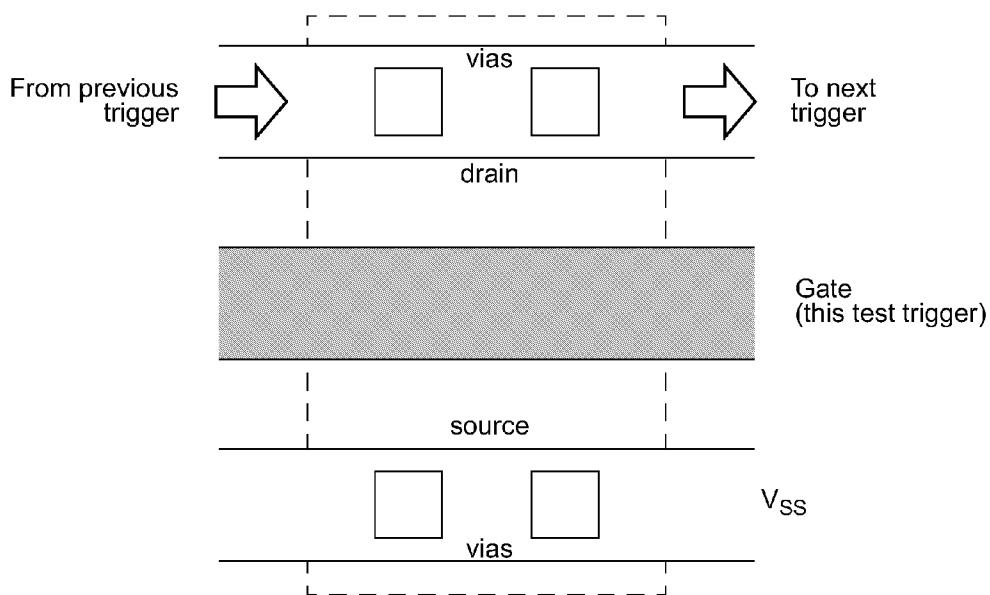 vias
From previous
trigger
To next
trigger
drain
Gate
(this test trigger)
source
VSS
vias